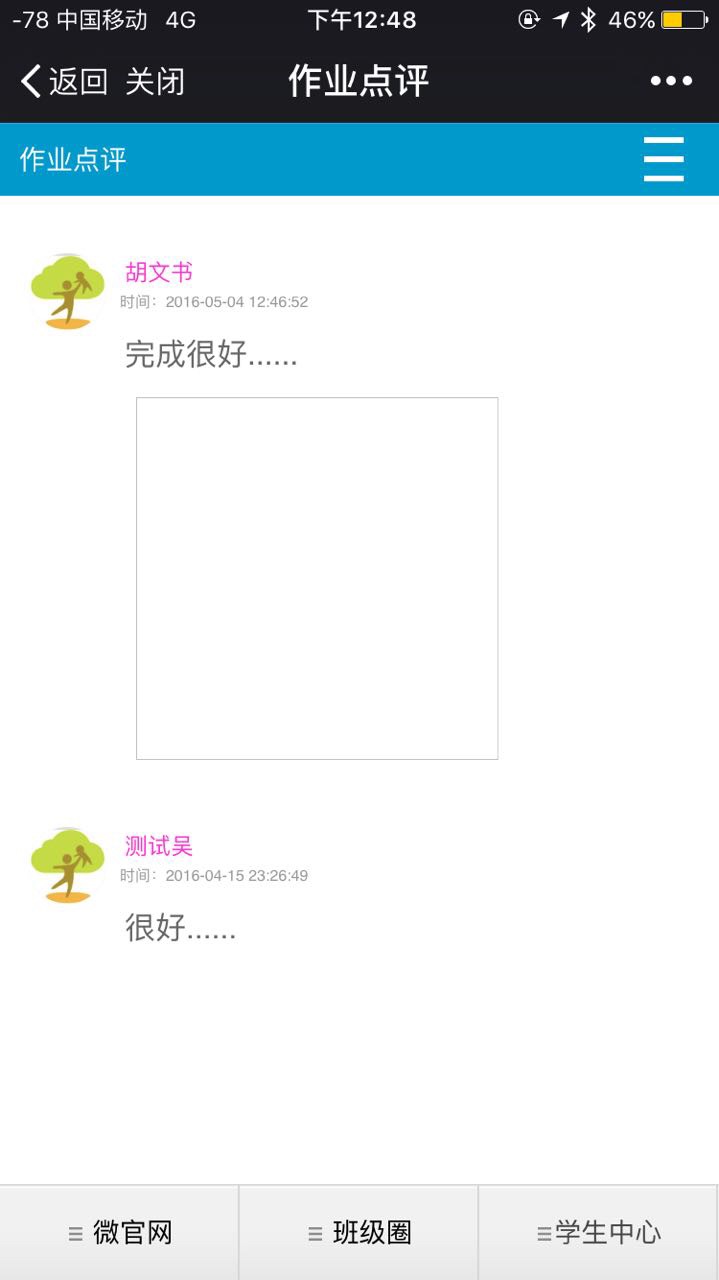 -78 中国移动 4G 下午12:48 46%
返回 关闭 作业点评
作业点评
胡文书
时间：2016-05-04 12:46:52
完成很好......
测试吴
时间：2016-04-15 23:26:49
很好......
微官网 班级圈 学生中心